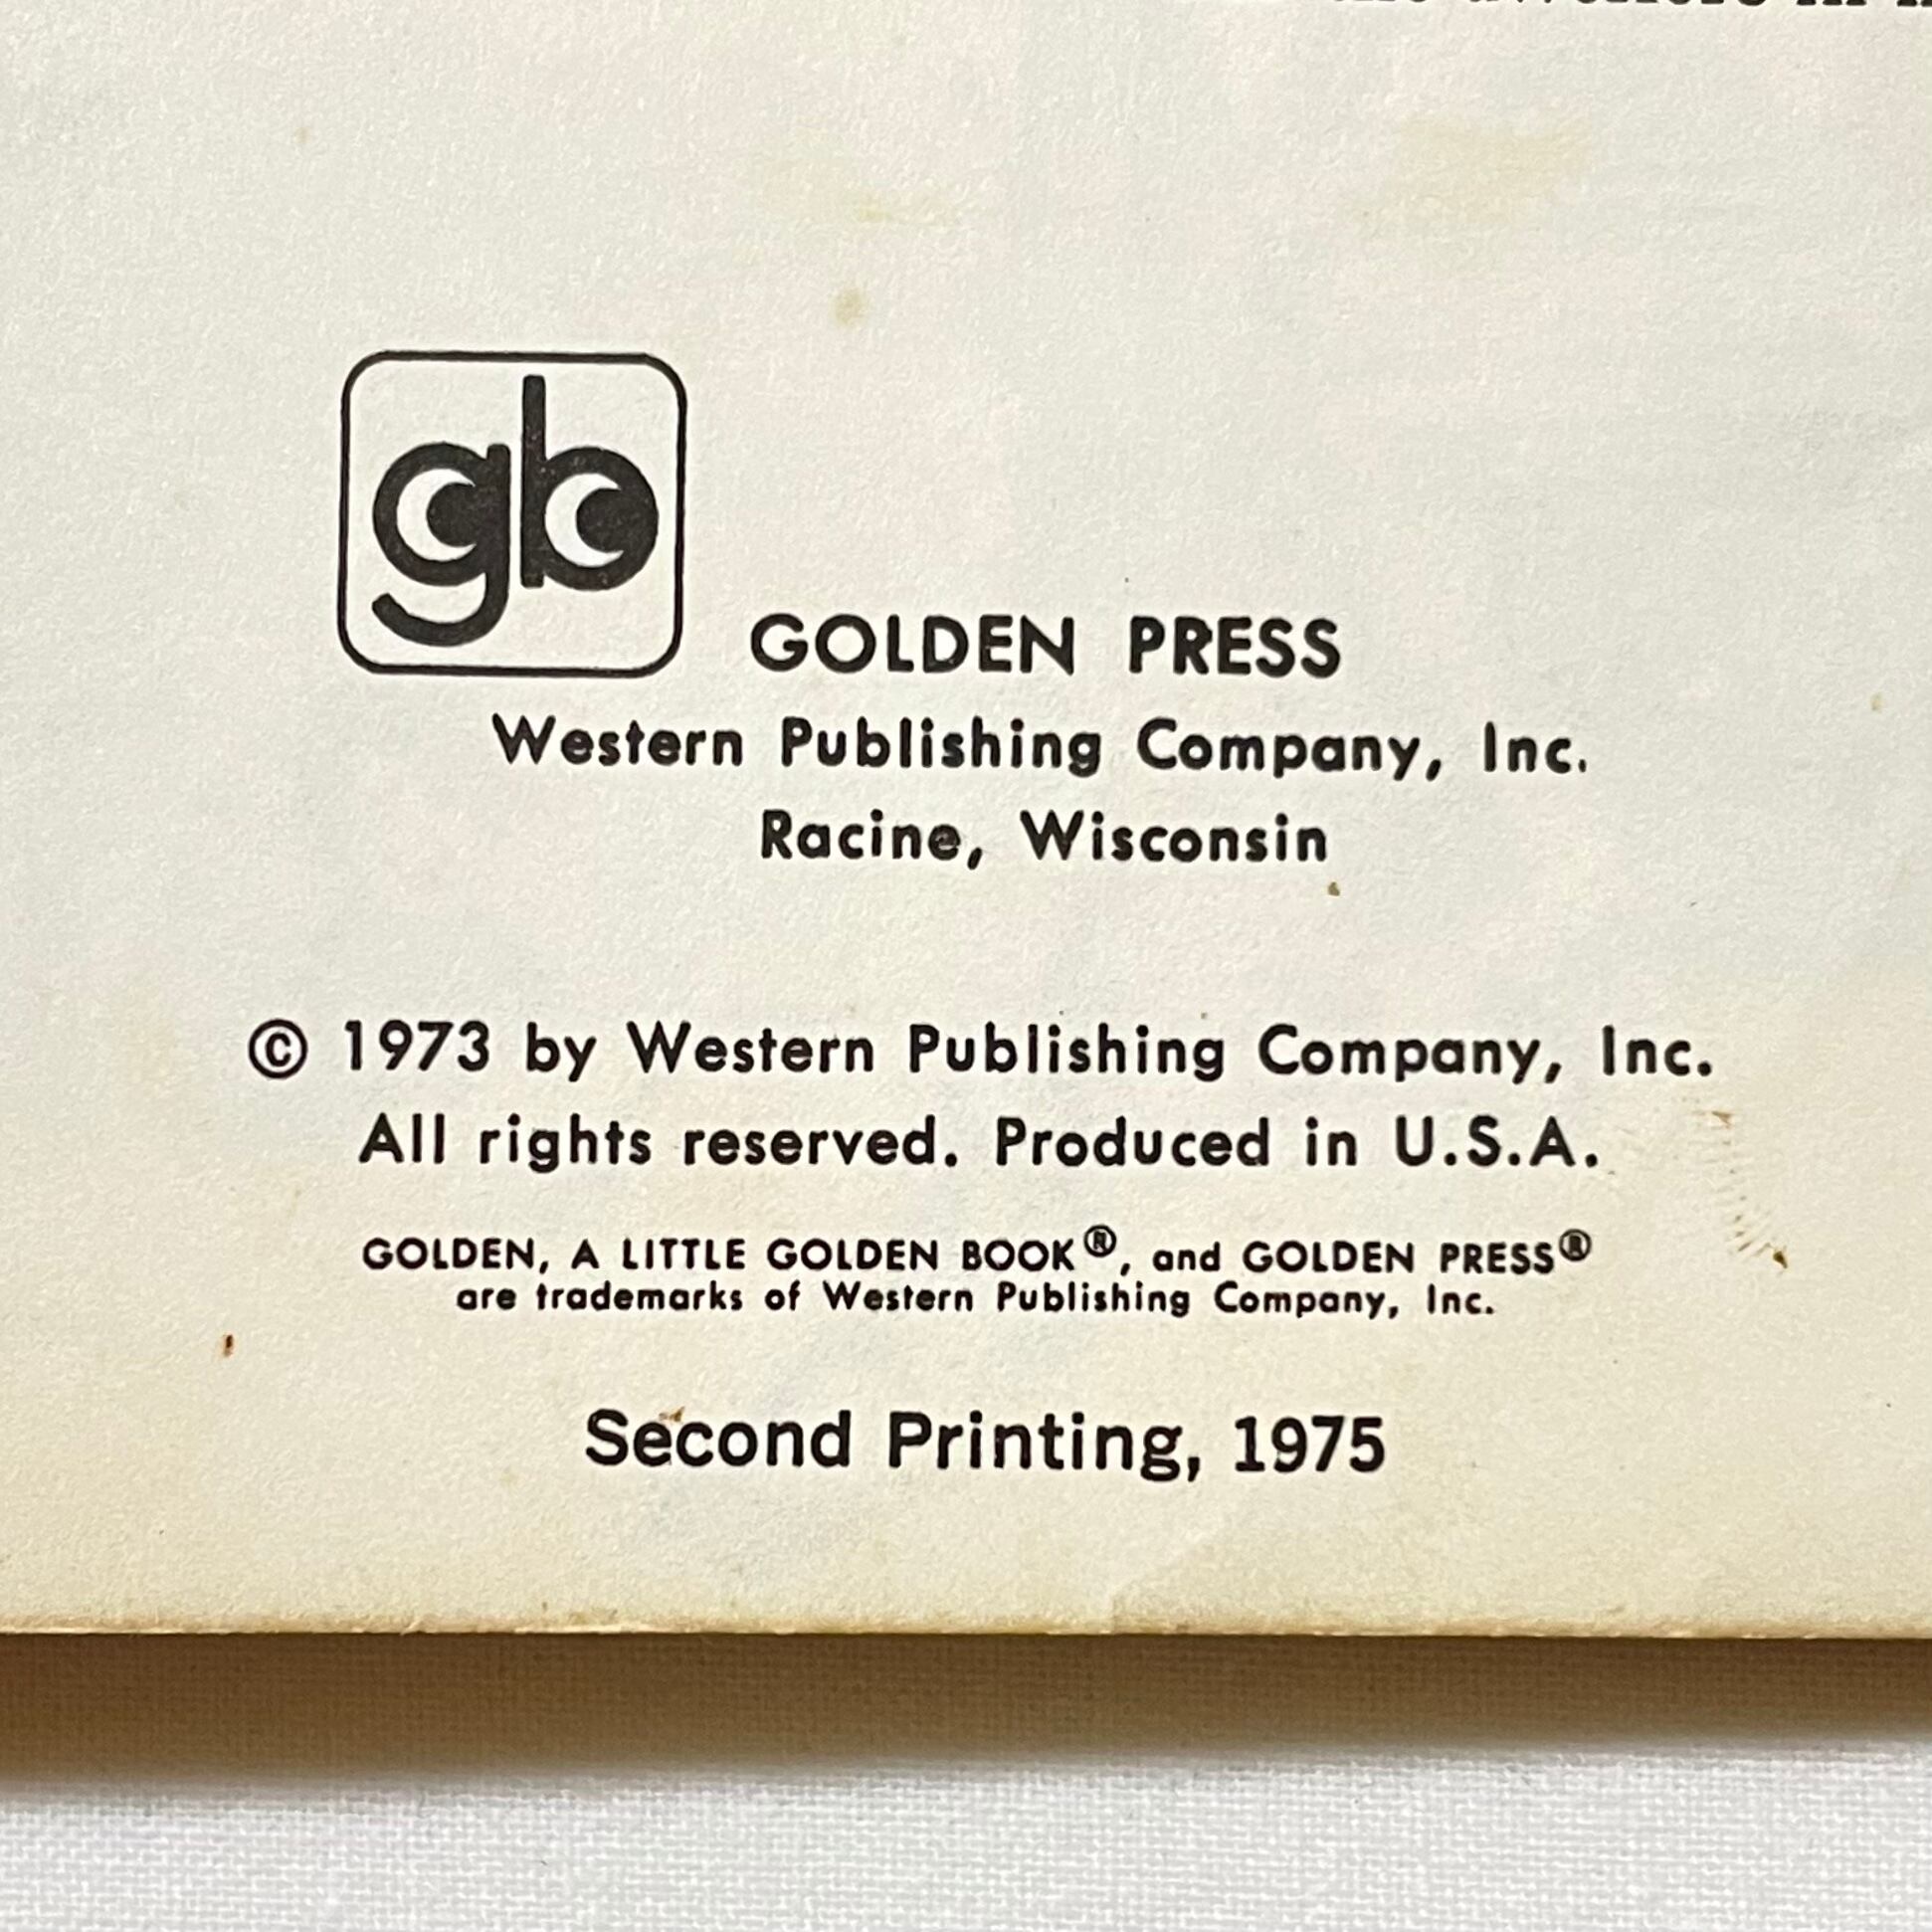 gb
GOLDEN PRESS
Western Publishing Company, Inc.
Racine, Wisconsin
© 1973 by Western Publishing Company, Inc.
All rights reserved. Produced in U.S.A.
GOLDEN, A LITTLE GOLDEN BOOK®, and GOLDEN PRESS®
are trademarks of Western Publishing Company, Inc.
Second Printing, 1975